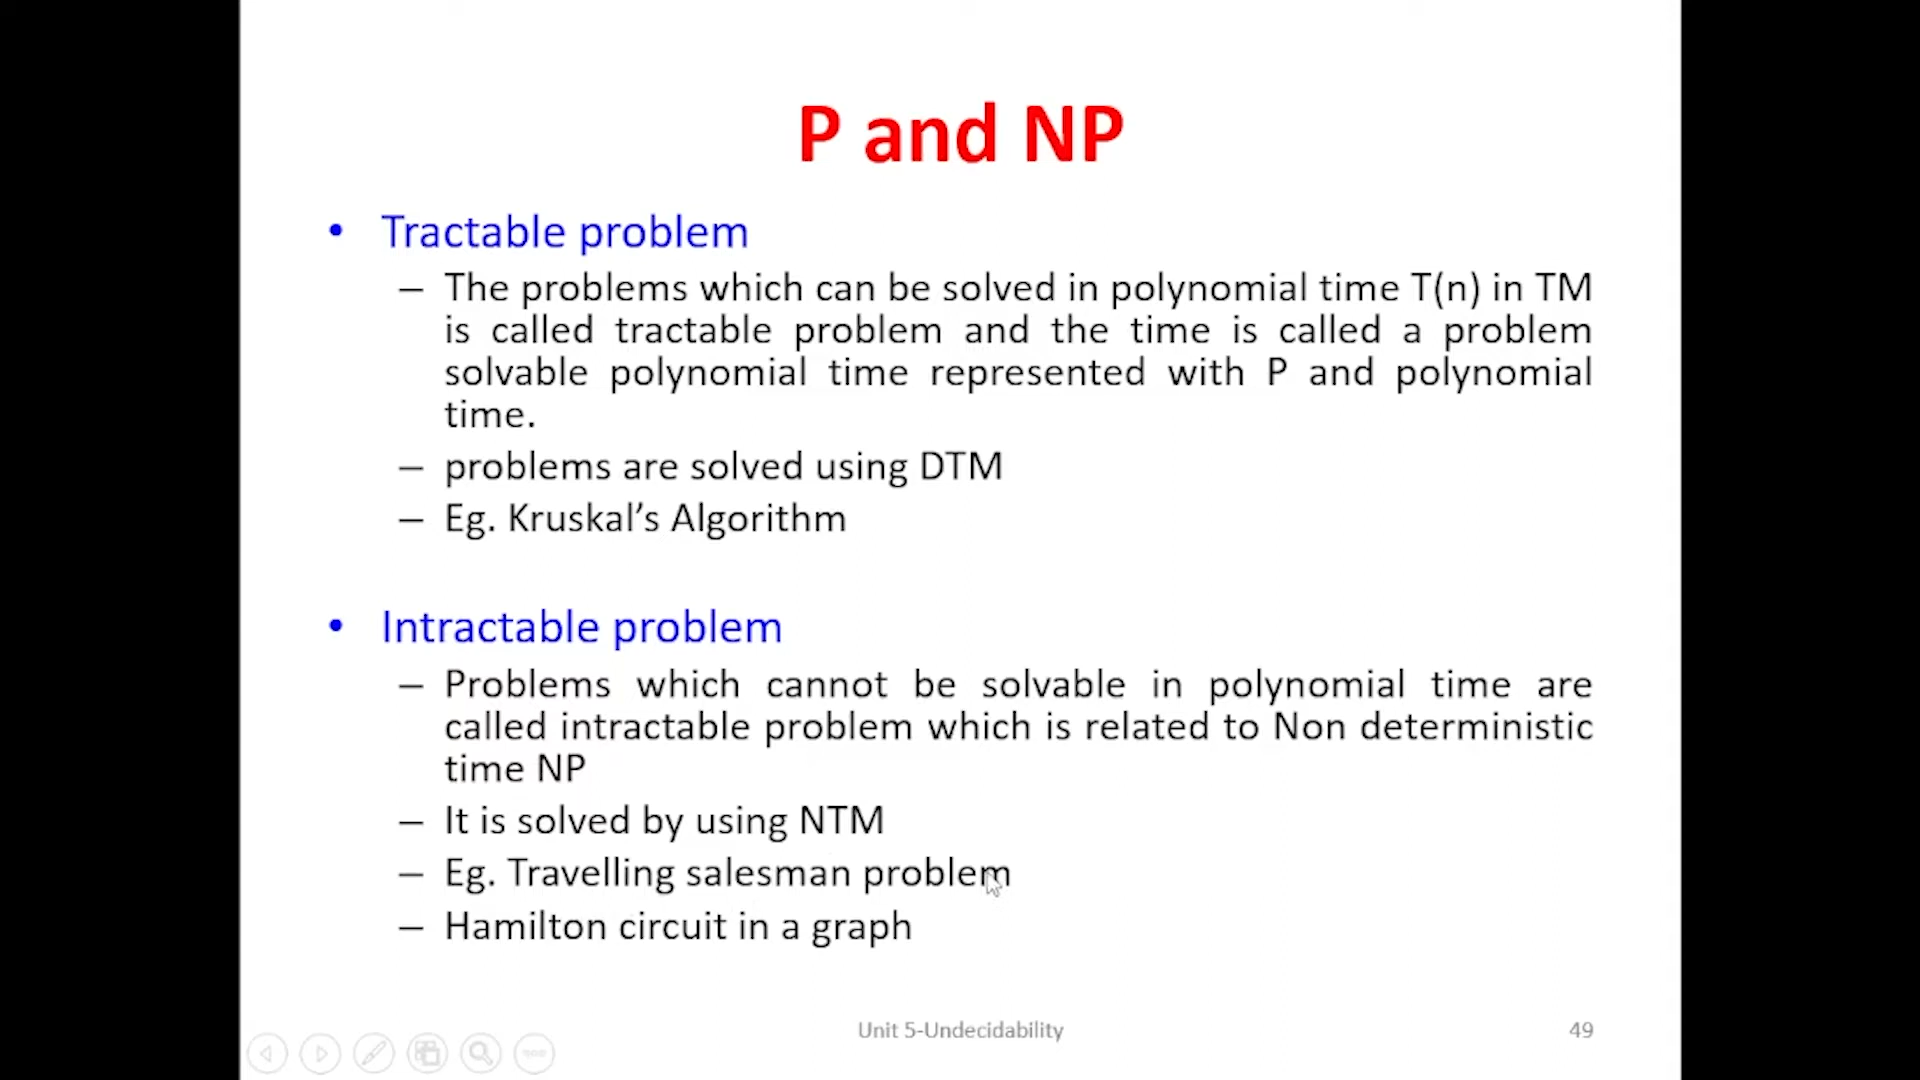 P and NP
• Tractable problem
– The problems which can be solved in polynomial time T(n) in TM
is called tractable problem and the time is called a problem
solvable polynomial time represented with P and polynomial
time.
– problems are solved using DTM
– Eg. Kruskal’s Algorithm
• Intractable problem
– Problems which cannot be solvable in polynomial time are
called intractable problem which is related to Non deterministic
time NP
– It is solved by using NTM
– Eg. Travelling salesman problem
– Hamilton circuit in a graph
Unit 5-Undecidability
49